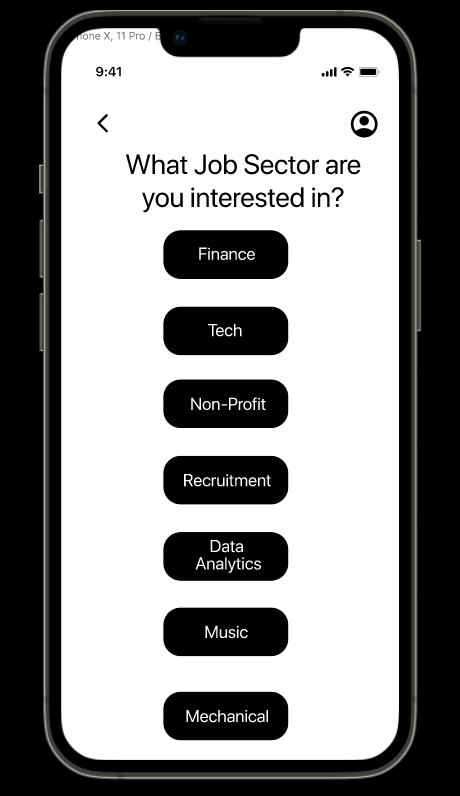 hone X, 11 Pro /
9:41
What Job Sector are
you interested in?
Finance
Tech
Non-Profit
Recruitment
Data
Analytics
Music
Mechanical